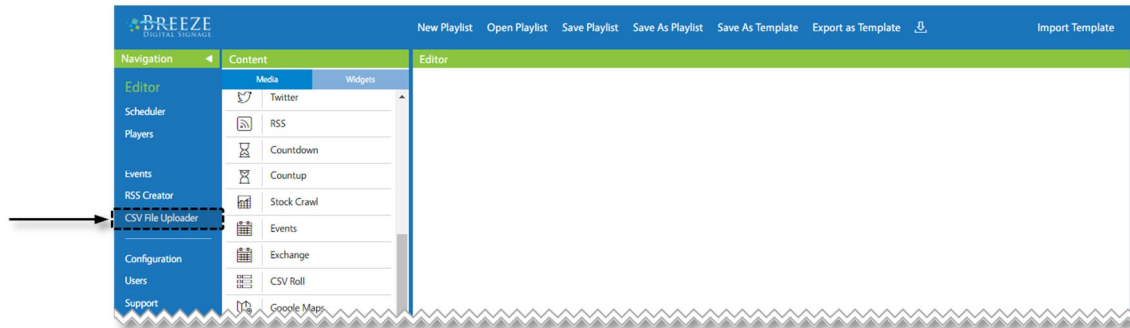 BREEZE
DIGITAL SIGNAGE
New Playlist Open Playlist Save Playlist Save As Playlist Save As Template Export as Template Import Template
Navigation Content Editor
Media Widgets
Editor
Scheduler
Players
Events
RSS Creator
CSV File Uploader
Configuration
Users
Support
Twitter
RSS
Countdown
Countup
Stock Crawl
Events
Exchange
CSV Roll
Google Maps